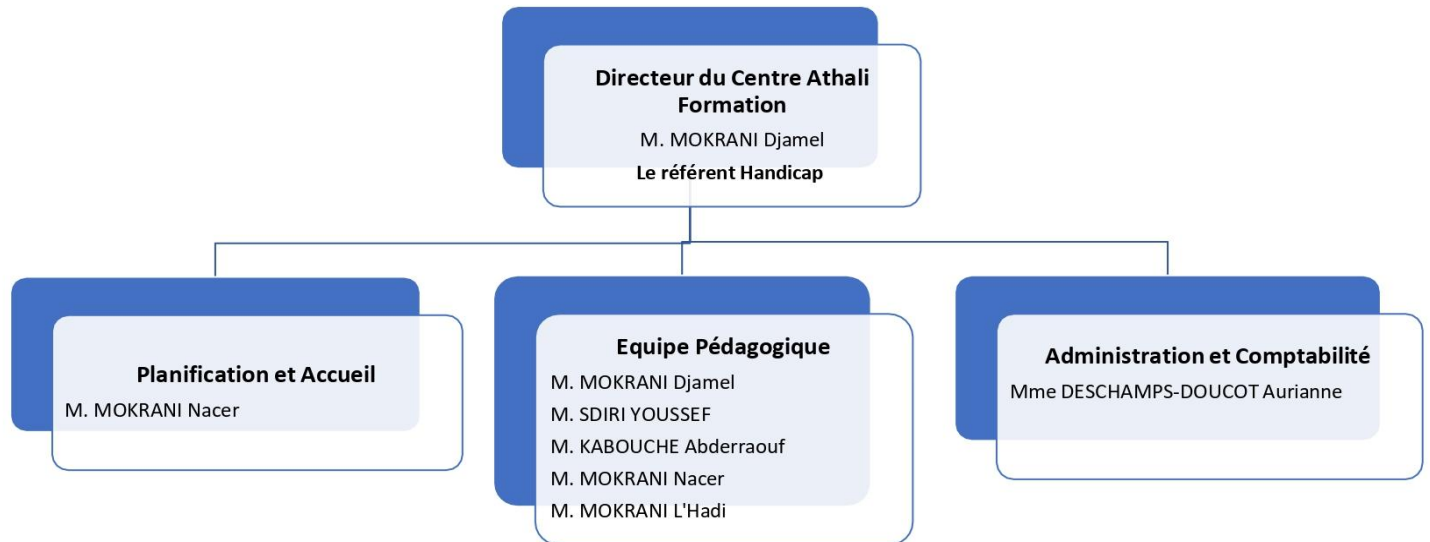 Directeur du Centre Athali
Formation
M. MOKRANI Djamel
Le référent Handicap
Planification et Accueil
M. MOKRANI Nacer
Equipe Pédagogique
M. MOKRANI Djamel
M. SDIRI YOUSSEF
M. KABOUCHE Abderraouf
M. MOKRANI Nacer
M. MOKRANI L'Hadi
Administration et Comptabilité
Mme DESCHAMPS-DOUCOT Aurianne